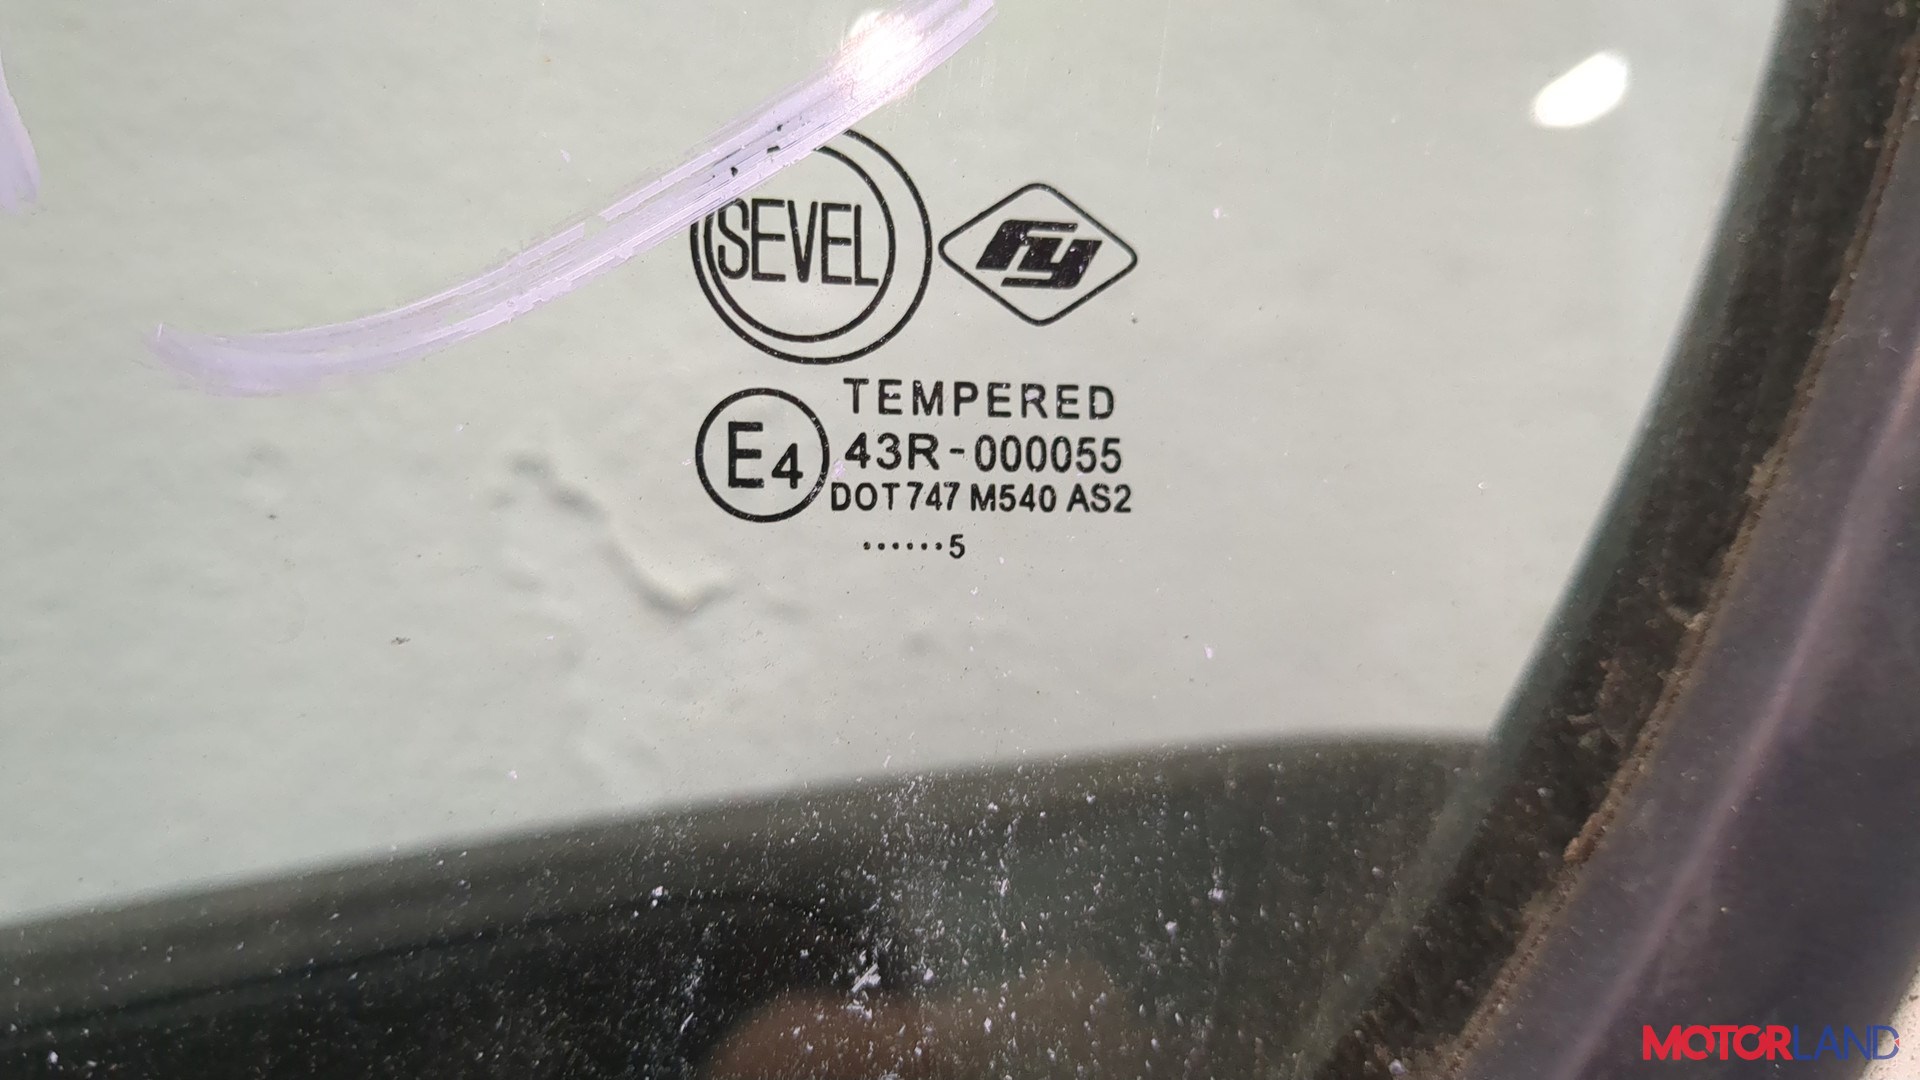 SEVEL
fy
TEMPERED
E4
43R-000055
DOT 747 M540 AS2
······5
MOTORLAND